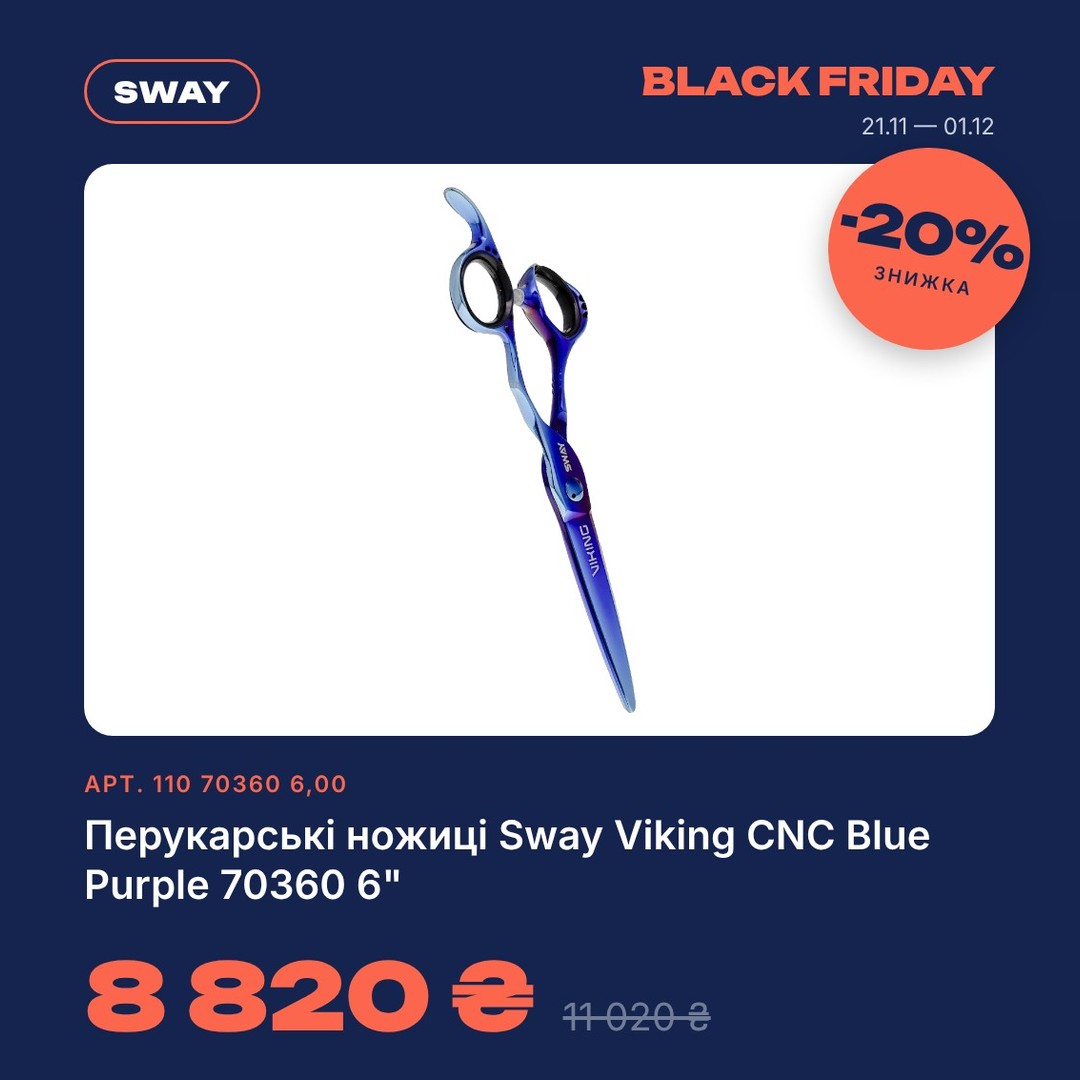 SWAY
BLACK FRIDAY
21.11 — 01.12
-20%
ЗНИЖКА
SWAY
VIKING
АРТ. 110 70360 6,00
Перукарські ножиці Sway Viking CNC Blue
Purple 70360 6"
8 820 ₴
11 020 ₴